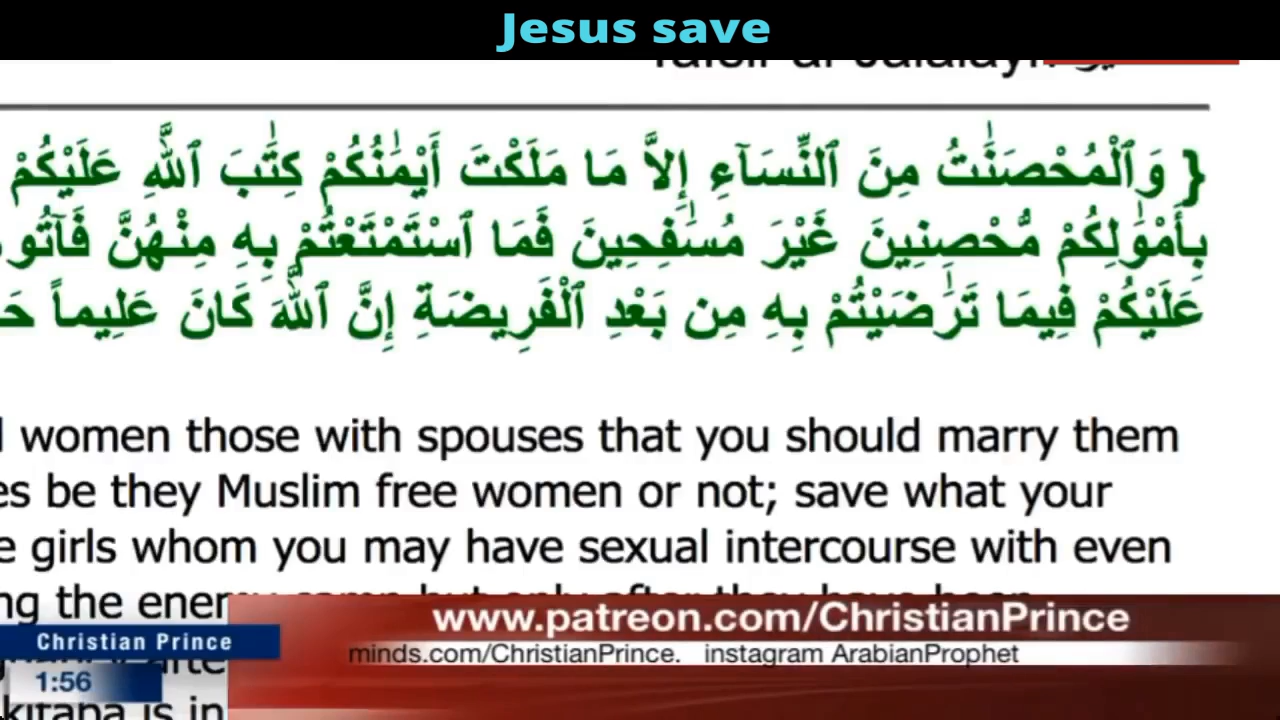 Jesus save
{ وَٱلْمُحْصَنَٰتُ مِنَ ٱلنِّسَآءِ إِلاَّ مَا مَلَكْتَ أَيْمَٰنُكُمْ كِتَٰبَ ٱللَّهِ عَلَيْكُمْ
بِأَمْوَٰلِكُمْ مُّحْصِنِينَ غَيْرَ مُسَٰفِحِينَ فَمَا ٱسْتَمْتَعْتُمْ بِهِ مِنْهُنَّ
عَلَيْكُمْ فِيمَا تَرَٰضَيْتُمْ بِهِ مِن بَعْدِ ٱلْفَرِيضَةِ إِنَّ ٱللَّهَ كَانَ عَلِيماً
women those with spouses that you should marry them
be they Muslim free women or not; save what your
girls whom you may have sexual intercourse with even
the
www.patreon.com/ChristianPrince
Christian Prince
minds.com/ChristianPrince. instagram ArabianProphet
1:56
is in